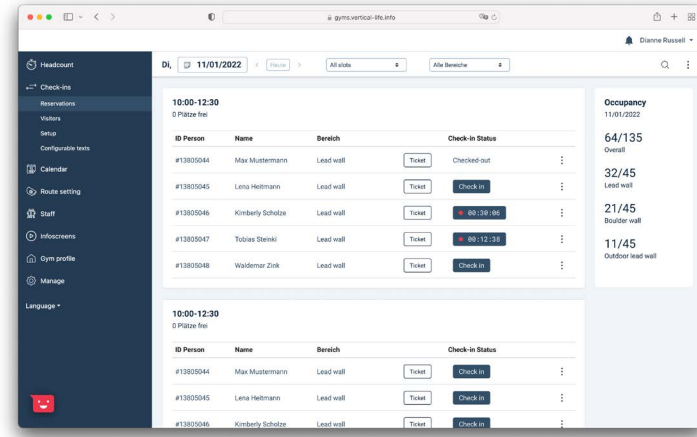 gyms.vertical-life.info
Dianne Russell
Headcount
Check-ins
Reservations
Visitors
Setup
Configurable texts
Calendar
Route setting
Staff
Infoscreens
Gym profile
Manage
Language
Di, 11/01/2022 < Heute > All slots Alle Bereiche
10:00-12:30
0 Plätze frei
ID Person Name Bereich Check-in Status
#13805044 Max Mustermann Lead wall Ticket Checked-out
#13805045 Lena Heitmann Lead wall Ticket Check in
#13805046 Kimberly Scholze Lead wall Ticket 00:30:06
#13805047 Tobias Steinki Lead wall Ticket 00:12:38
#13805048 Waldemar Zink Lead wall Ticket Check in
10:00-12:30
0 Plätze frei
ID Person Name Bereich Check-in Status
#13805044 Max Mustermann Lead wall Ticket Check in
#13805045 Lena Heitmann Lead wall Ticket Check in
#13805046 Kimberly Scholze Lead wall Ticket Check in
Occupancy
11/01/2022
64/135
Overall
32/45
Lead wall
21/45
Boulder wall
11/45
Outdoor lead wall